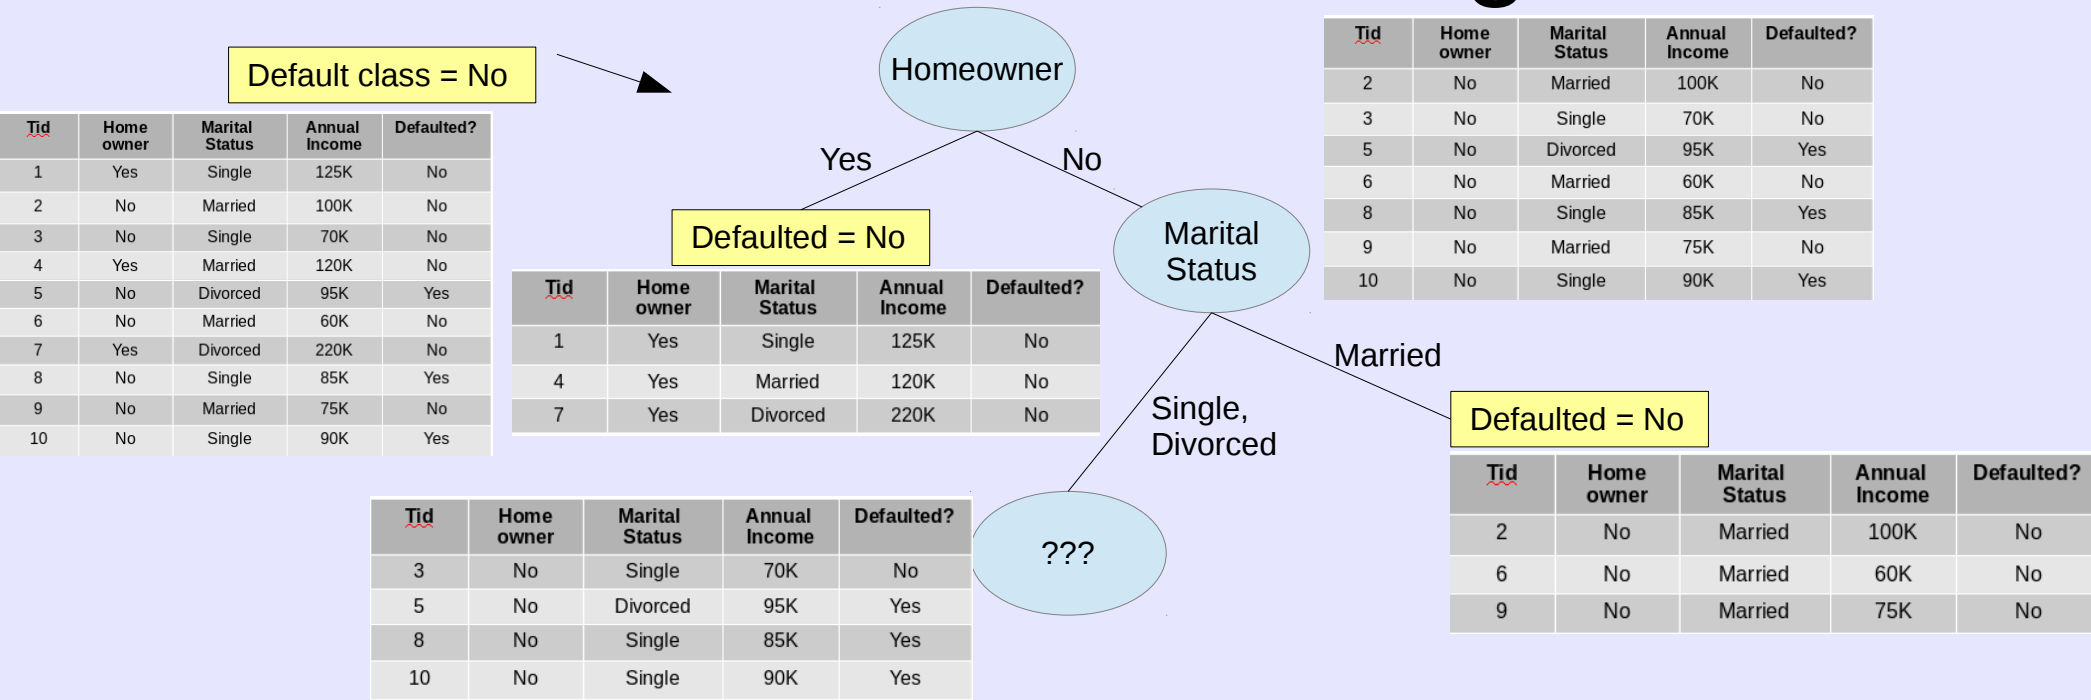 Default class = No
Tid Home owner Marital Status Annual Income Defaulted?
1 Yes Single 125K No
2 No Married 100K No
3 No Single 70K No
4 Yes Married 120K No
5 No Divorced 95K Yes
6 No Married 60K No
7 Yes Divorced 220K No
8 No Single 85K Yes
9 No Married 75K No
10 No Single 90K Yes
Homeowner
Yes
No
Defaulted = No
Tid Home owner Marital Status Annual Income Defaulted?
1 Yes Single 125K No
4 Yes Married 120K No
7 Yes Divorced 220K No
Marital
Status
Tid Home owner Marital Status Annual Income Defaulted?
2 No Married 100K No
3 No Single 70K No
5 No Divorced 95K Yes
6 No Married 60K No
8 No Single 85K Yes
9 No Married 75K No
10 No Single 90K Yes
Single,
Divorced
Married
Defaulted = No
Tid Home owner Marital Status Annual Income Defaulted?
2 No Married 100K No
6 No Married 60K No
9 No Married 75K No
Tid Home owner Marital Status Annual Income Defaulted?
3 No Single 70K No
5 No Divorced 95K Yes
8 No Single 85K Yes
10 No Single 90K Yes
???